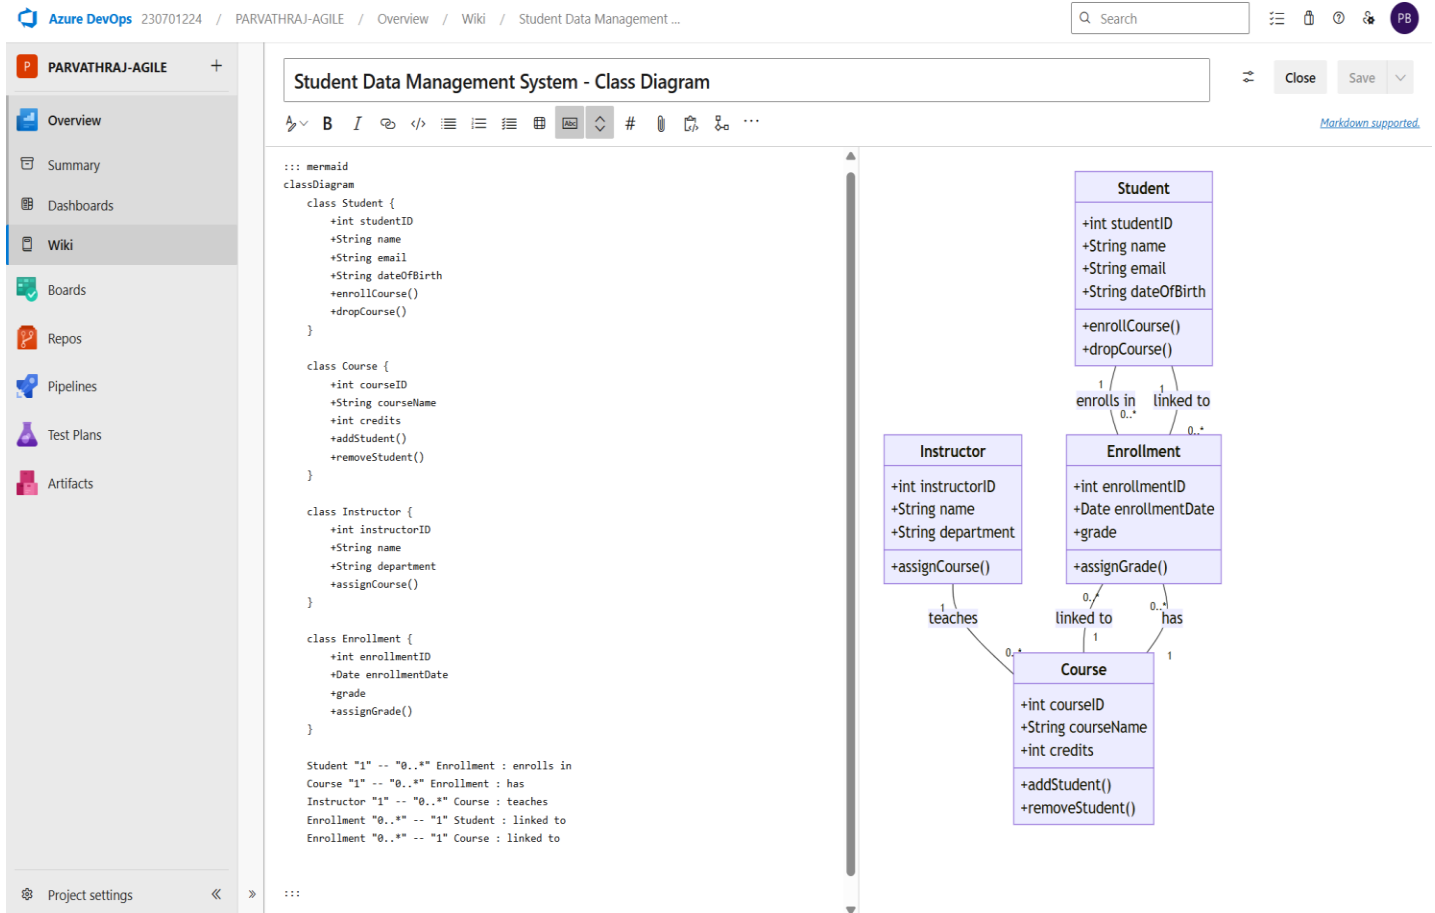 Azure DevOps 230701224 / PARVATHRAJ-AGILE / Overview / Wiki / Student Data Management ...
Search
PB
P PARVATHRAJ-AGILE +
Overview
Summary
Dashboards
Wiki
Boards
Repos
Pipelines
Test Plans
Artifacts
Project settings
Student Data Management System - Class Diagram
Close
Save
B I </> # Abc ...
Markdown supported.
::: mermaid
classDiagram
class Student {
+int studentID
+String name
+String email
+String dateOfBirth
+enrollCourse()
+dropCourse()
}
class Course {
+int courseID
+String courseName
+int credits
+addStudent()
+removeStudent()
}
class Instructor {
+int instructorID
+String name
+String department
+assignCourse()
}
class Enrollment {
+int enrollmentID
+Date enrollmentDate
+grade
+assignGrade()
}
Student "1" -- "0..*" Enrollment : enrolls in
Course "1" -- "0..*" Enrollment : has
Instructor "1" -- "0..*" Course : teaches
Enrollment "0..*" -- "1" Student : linked to
Enrollment "0..*" -- "1" Course : linked to
:::
Student
+int studentID
+String name
+String email
+String dateOfBirth
+enrollCourse()
+dropCourse()
1 1
enrolls in linked to
0..* 0..*
Instructor
+int instructorID
+String name
+String department
+assignCourse()
Enrollment
+int enrollmentID
+Date enrollmentDate
+grade
+assignGrade()
1 0..* 0..*
teaches linked to has
0..* 1 1
Course
+int courseID
+String courseName
+int credits
+addStudent()
+removeStudent()